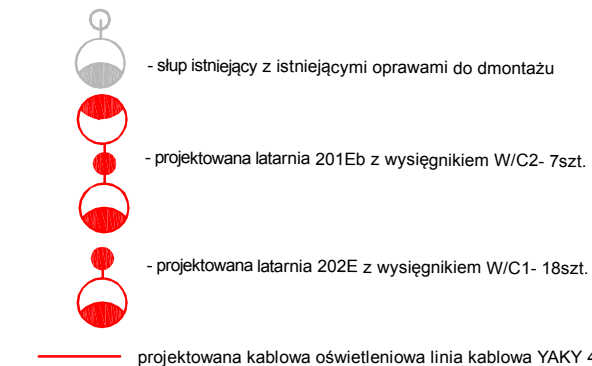 - słup istniejący z istniejącymi oprawami do dmontażu
- projektowana latarnia 201Eb z wysięgnikiem W/C2- 7szt.
- projektowana latarnia 202E z wysięgnikiem W/C1- 18szt.
projektowana kablowa oświetleniowa linia kablowa YAKY 4